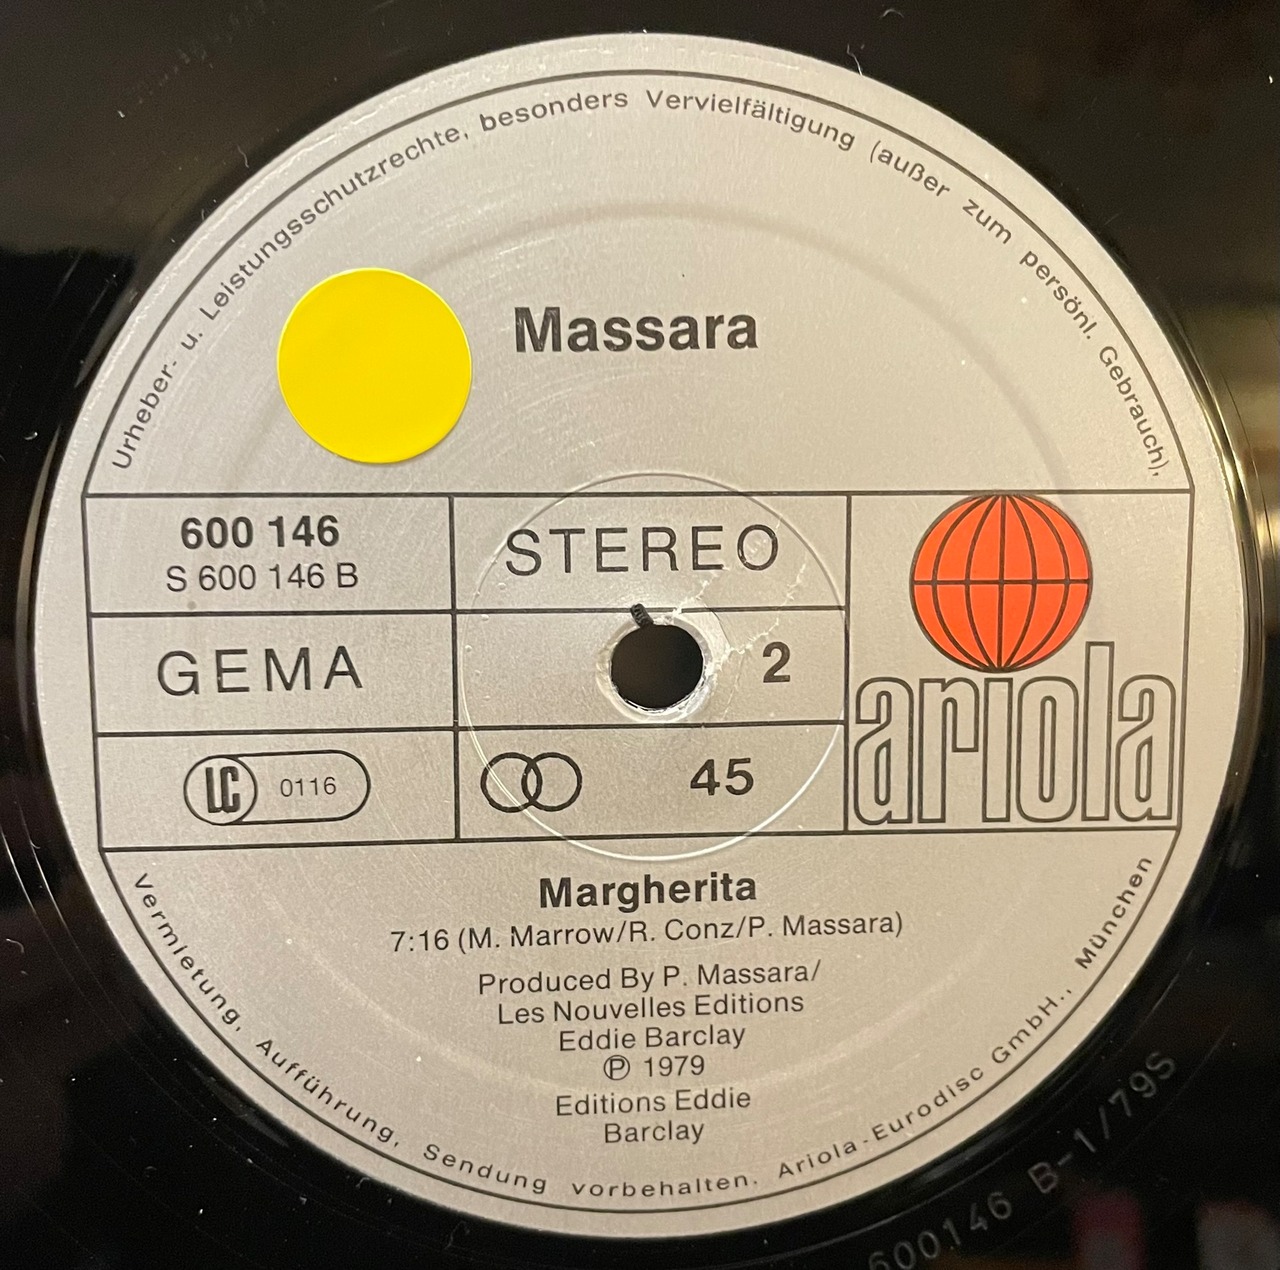 Urheber- u. Leistungsschutzrechte, besonders Vervielfältigung (außer zum persönl. Gebrauch),
Massara
600 146
S 600 146 B
STEREO
GEMA
2
LC 0116
45
ariola
Margherita
7:16 (M. Marrow/R. Conz/P. Massara)
Produced By P. Massara/
Les Nouvelles Editions
Eddie Barclay
Ⓟ 1979
Editions Eddie
Barclay
Vermietung, Aufführung, Sendung vorbehalten. Ariola-Eurodisc GmbH., München
600146 B-1/79S